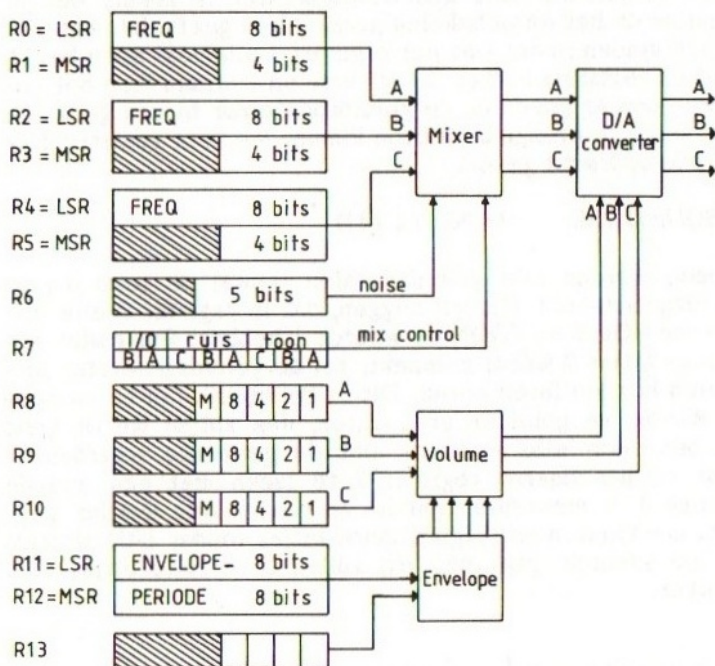 R0 = LSR FREQ 8 bits
R1 = MSR 4 bits
R2 = LSR FREQ 8 bits
R3 = MSR 4 bits
R4 = LSR FREQ 8 bits
R5 = MSR 4 bits
R6 5 bits noise
R7 I/O ruis toon mix control
B A C B A C B A
R8 M 8 4 2 1 A
R9 M 8 4 2 1 B
R10 M 8 4 2 1 C
R11 = LSR ENVELOPE- 8 bits
R12 = MSR PERIODE 8 bits
R13
A
B
C
Mixer
A A
B B
C C
D/A
converter
A B C
Volume
Envelope